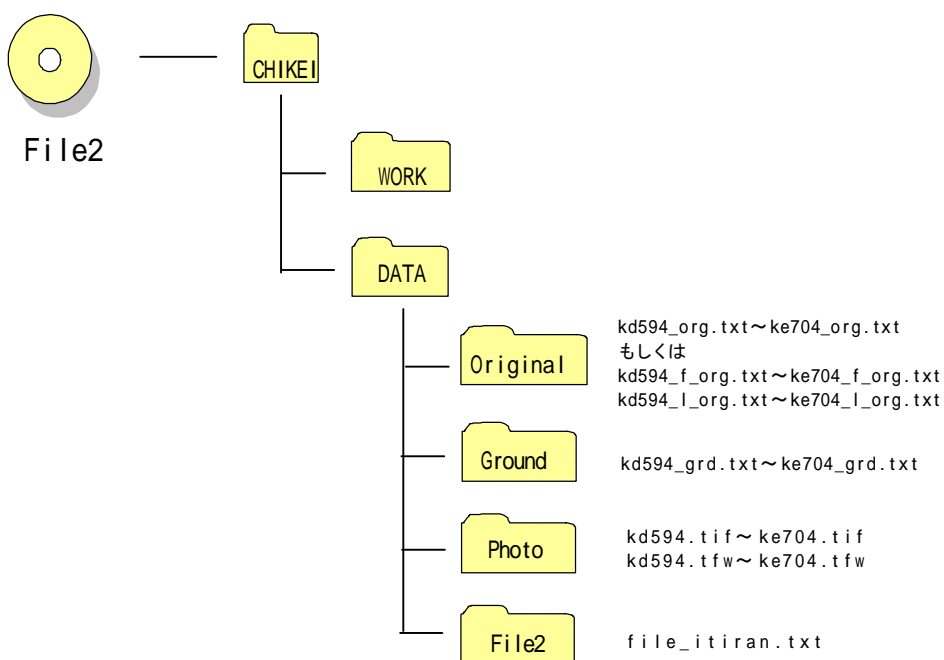 CHIKEI
File2
WORK
DATA
Original
kd594_org.txt～ke704_org.txt
もしくは
kd594_f_org.txt～ke704_f_org.txt
kd594_l_org.txt～ke704_l_org.txt
Ground
kd594_grd.txt～ke704_grd.txt
Photo
kd594.tif～ke704.tif
kd594.tfw～ke704.tfw
File2
file_itiran.txt